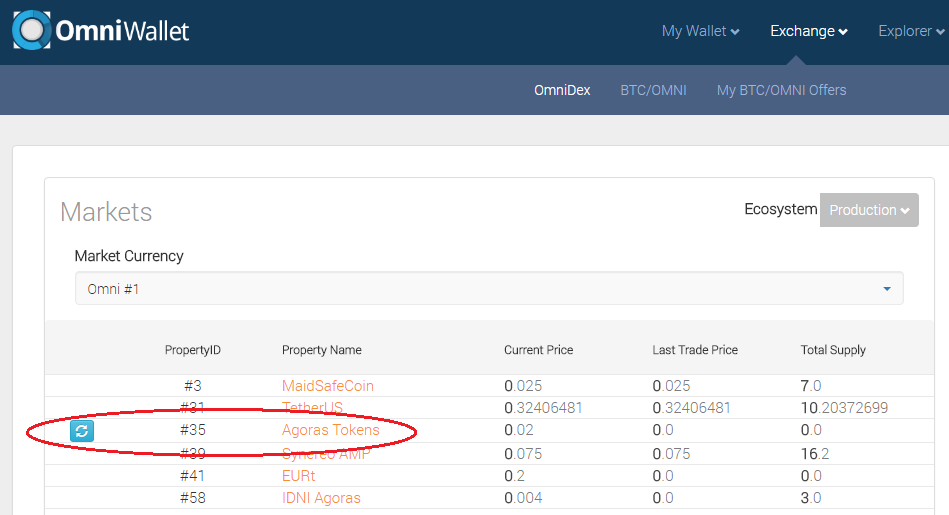 OmniWallet My Wallet Exchange Explorer
OmniDex BTC/OMNI My BTC/OMNI Offers
Markets Ecosystem Production
Market Currency
Omni #1
PropertyID Property Name Current Price Last Trade Price Total Supply
#3 MaidSafeCoin 0.025 0.025 7.0
#31 TetherUS 0.32406481 0.32406481 10.20372699
#35 Agoras Tokens 0.02 0.0 0.0
#39 Synereo AMP 0.075 0.075 16.2
#41 EURt 0.2 0.0 0.0
#58 IDNI Agoras 0.004 0.0 3.0